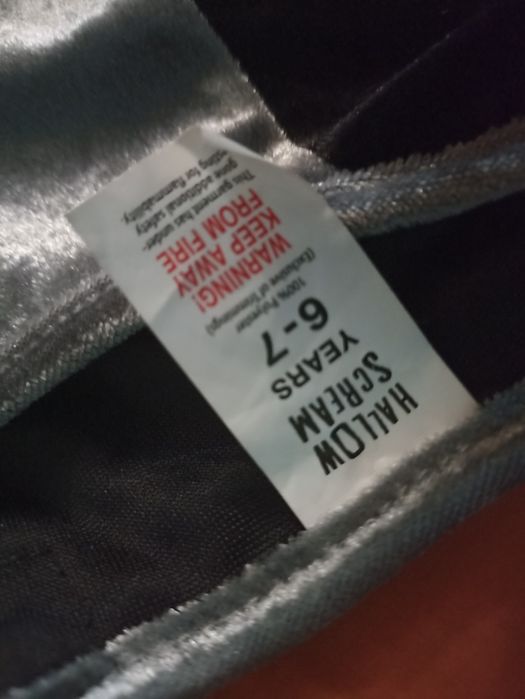 HALLOW
SCREAM
YEARS
6-7
100% Polyester
(Exclusive of Trimmings)
WARNING!
KEEP AWAY
FROM FIRE
This garment has under-
gone additional safety
testing for flammability.